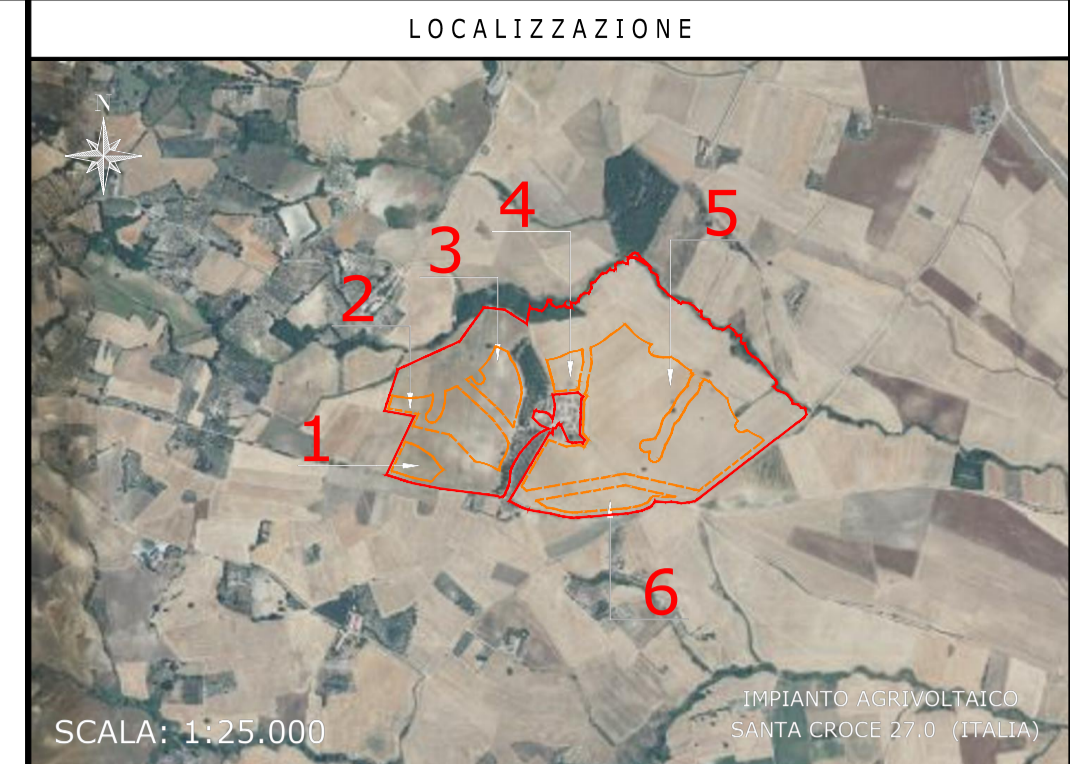 LOCALIZZAZIONE
N
4
5
3
2
1
6
IMPIANTO AGRIVOLTAICO
SCALA: 1:25.000
SANTA CROCE 27.0 (ITALIA)